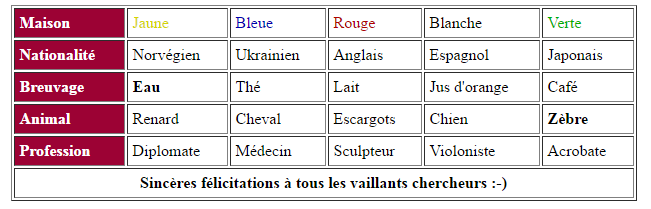 Maison Jaune Bleue Rouge Blanche Verte
Nationalité Norvégien Ukrainien Anglais Espagnol Japonais
Breuvage Eau Thé Lait Jus d'orange Café
Animal Renard Cheval Escargots Chien Zèbre
Profession Diplomate Médecin Sculpteur Violoniste Acrobate
Sincères félicitations à tous les vaillants chercheurs :-)